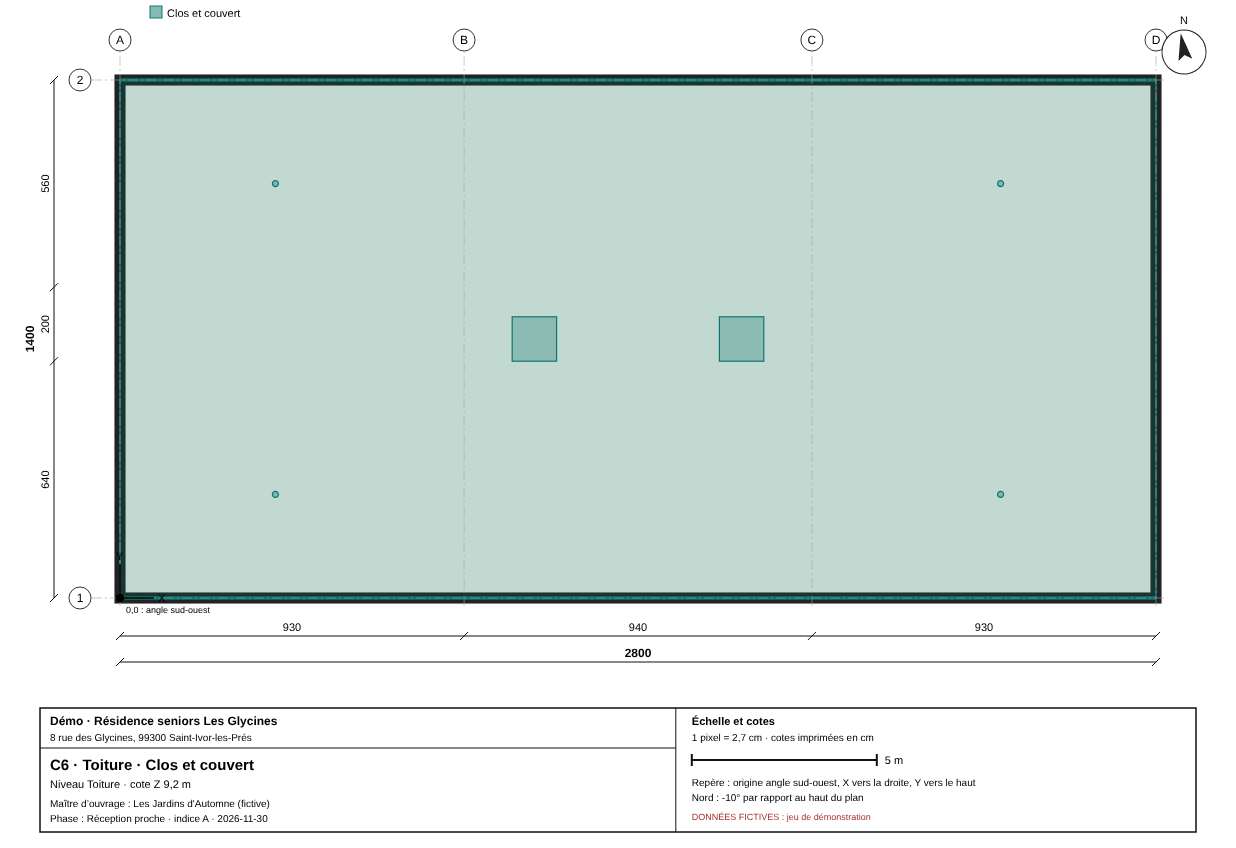 Clos et couvert
A
B
C
D
N
2
560
200
1400
640
1
Y
X
0,0 : angle sud-ouest
930
940
930
2800
Démo · Résidence seniors Les Glycines
8 rue des Glycines, 99300 Saint-Ivor-les-Prés
C6 · Toiture · Clos et couvert
Niveau Toiture · cote Z 9,2 m
Maître d'ouvrage : Les Jardins d'Automne (fictive)
Phase : Réception proche · indice A · 2026-11-30
Échelle et cotes
1 pixel = 2,7 cm · cotes imprimées en cm
5 m
Repère : origine angle sud-ouest, X vers la droite, Y vers le haut
Nord : -10° par rapport au haut du plan
DONNÉES FICTIVES : jeu de démonstration